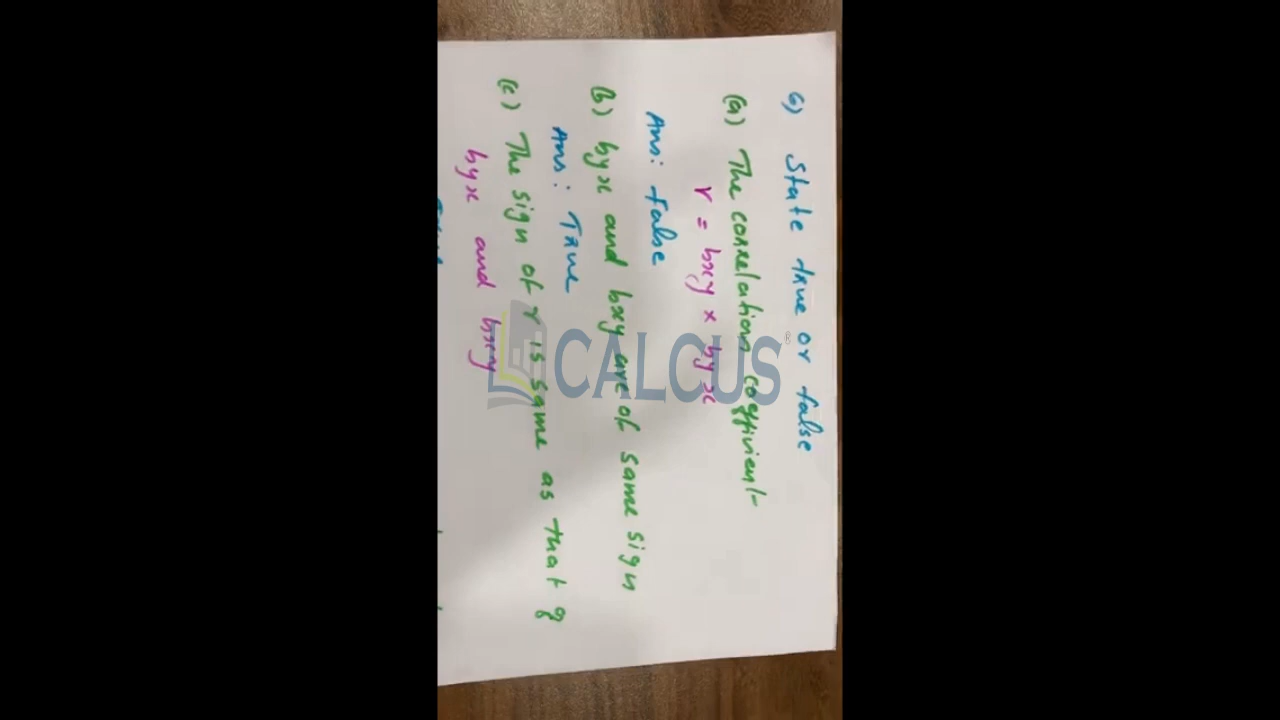 6) State true or false
(a) The correlation coefficient
r = bxy × byx
Ans: false
(b) byx and bxy are of same sign
Ans: True
(c) The sign of r is same as that of
byx and bxy
CALCUS®